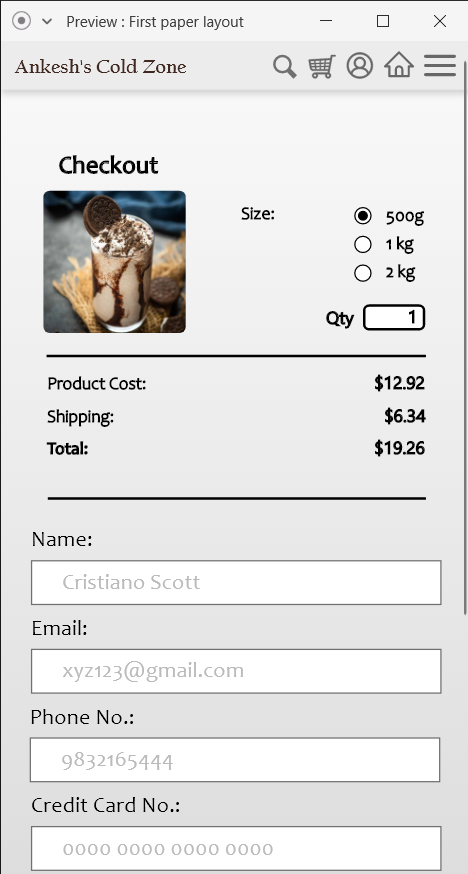 Preview : First paper layout
Ankesh's Cold Zone
Checkout
Size:
500g
1 kg
2 kg
Qty 1
Product Cost: $12.92
Shipping: $6.34
Total: $19.26
Name:
Cristiano Scott
Email:
xyz123@gmail.com
Phone No.:
9832165444
Credit Card No.:
0000 0000 0000 0000